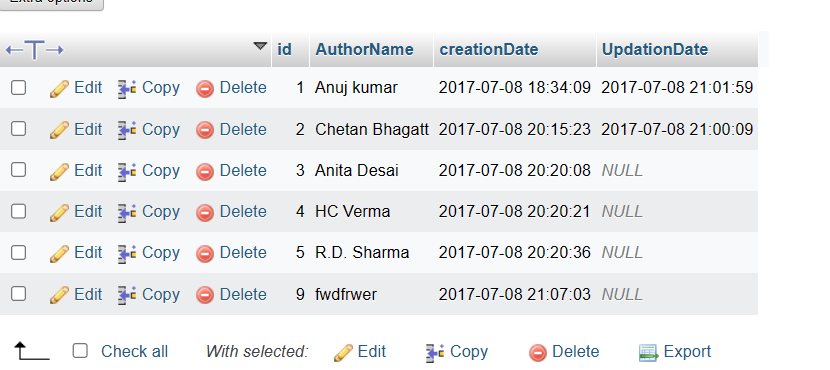 Extra options
id AuthorName creationDate UpdationDate
Edit Copy Delete 1 Anuj kumar 2017-07-08 18:34:09 2017-07-08 21:01:59
Edit Copy Delete 2 Chetan Bhagatt 2017-07-08 20:15:23 2017-07-08 21:00:09
Edit Copy Delete 3 Anita Desai 2017-07-08 20:20:08 NULL
Edit Copy Delete 4 HC Verma 2017-07-08 20:20:21 NULL
Edit Copy Delete 5 R.D. Sharma 2017-07-08 20:20:36 NULL
Edit Copy Delete 9 fwdfrwer 2017-07-08 21:07:03 NULL
Check all With selected: Edit Copy Delete Export